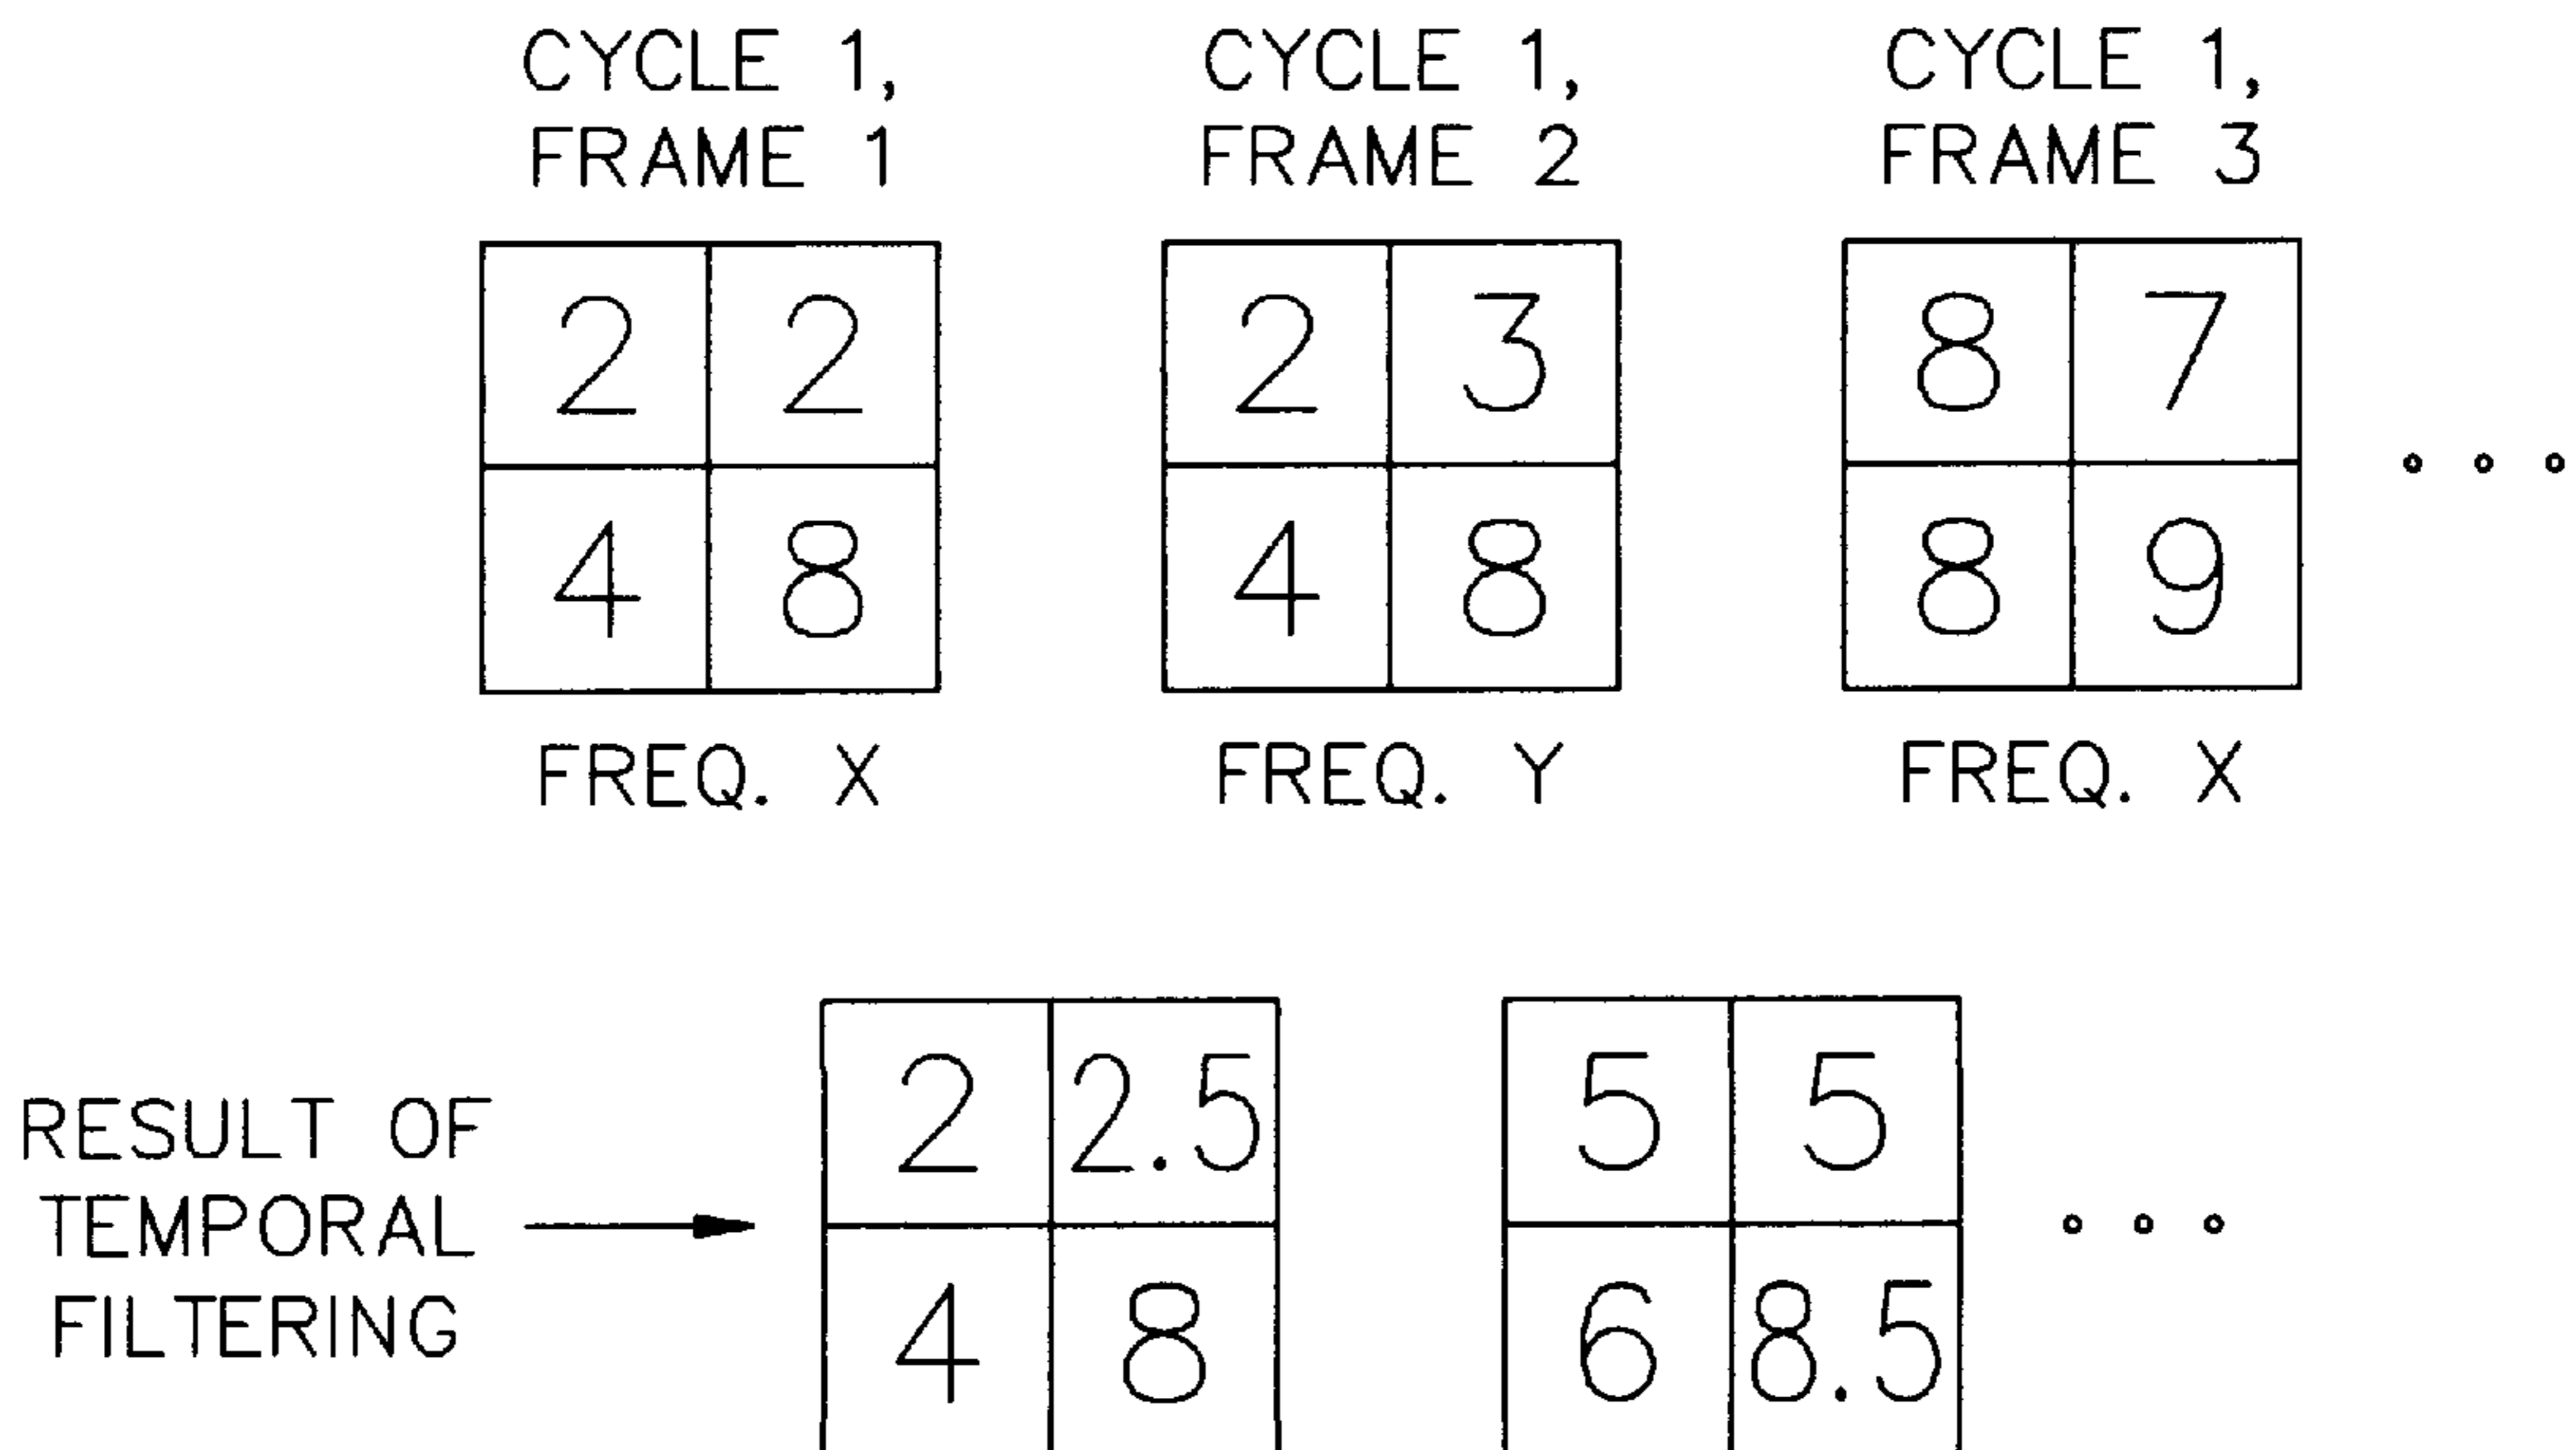 CYCLE 1,
FRAME 1
CYCLE 1,
FRAME 2
CYCLE 1,
FRAME 3
2 2
4 8
2 3
4 8
8 7
8 9
FREQ. X
FREQ. Y
FREQ. X
RESULT OF
TEMPORAL
FILTERING
2 2.5
4 8
5 5
6 8.5